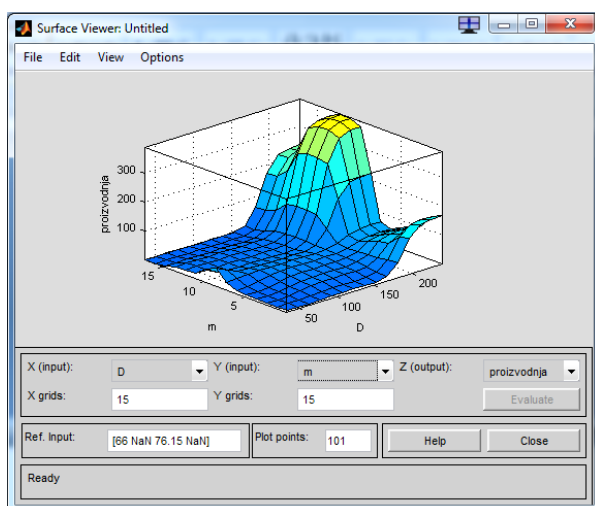 Surface Viewer: Untitled
File Edit View Options
300
200
100
proizvodnja
15
10
5
m
50
100
150
200
D
X (input): D Y (input): m Z (output): proizvodnja
X grids: 15 Y grids: 15 Evaluate
Ref. Input: [66 NaN 76.15 NaN] Plot points: 101 Help Close
Ready